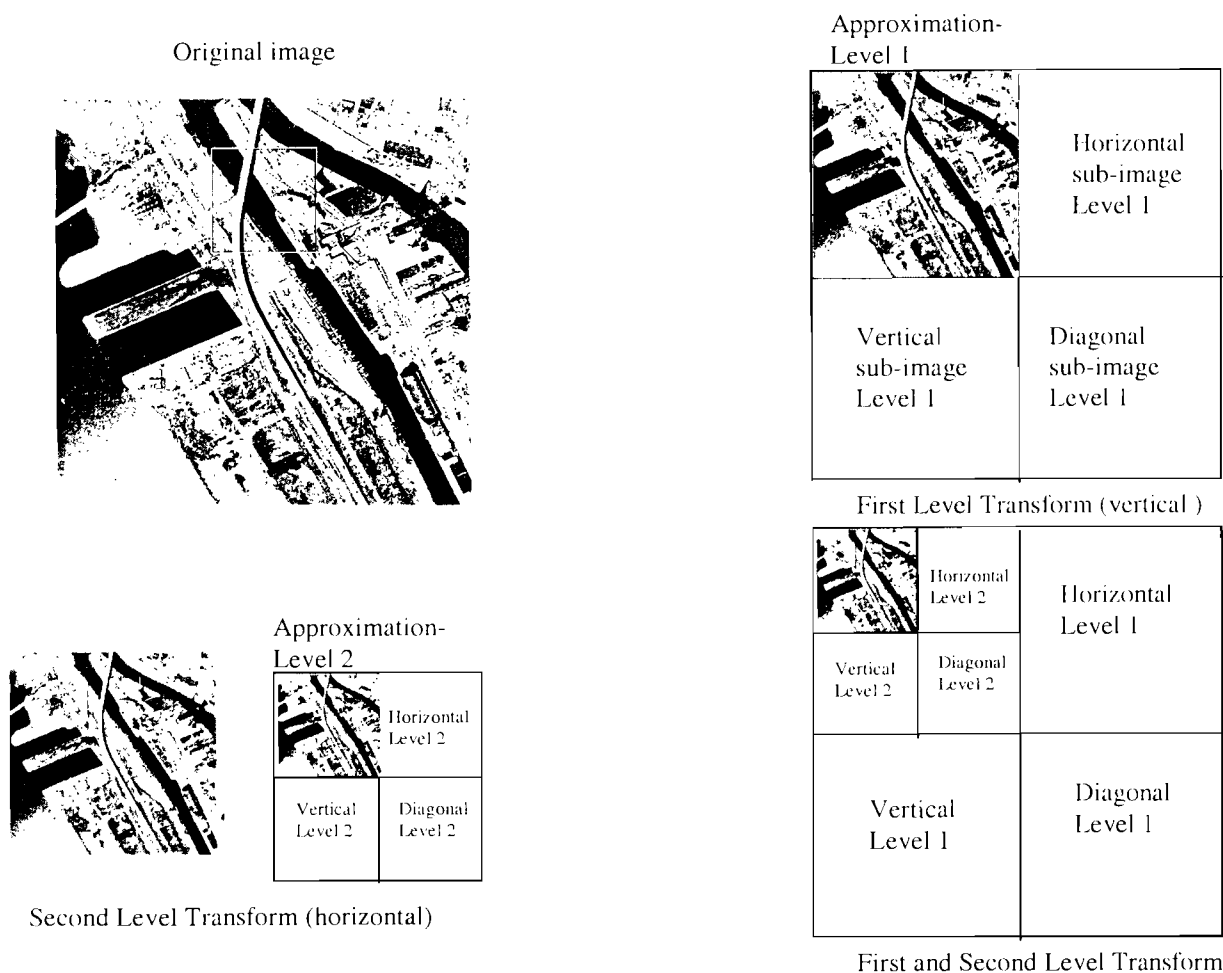 Original image
Approximation-
Level 1
Horizontal
sub-image
Level 1
Vertical
sub-image
Level 1
Diagonal
sub-image
Level 1
First Level Transform (vertical )
Approximation-
Level 2
Horizontal
Level 2
Vertical
Level 2
Diagonal
Level 2
Second Level Transform (horizontal)
Horizontal
Level 2
Horizontal
Level 1
Vertical
Level 2
Diagonal
Level 2
Vertical
Level 1
Diagonal
Level 1
First and Second Level Transform